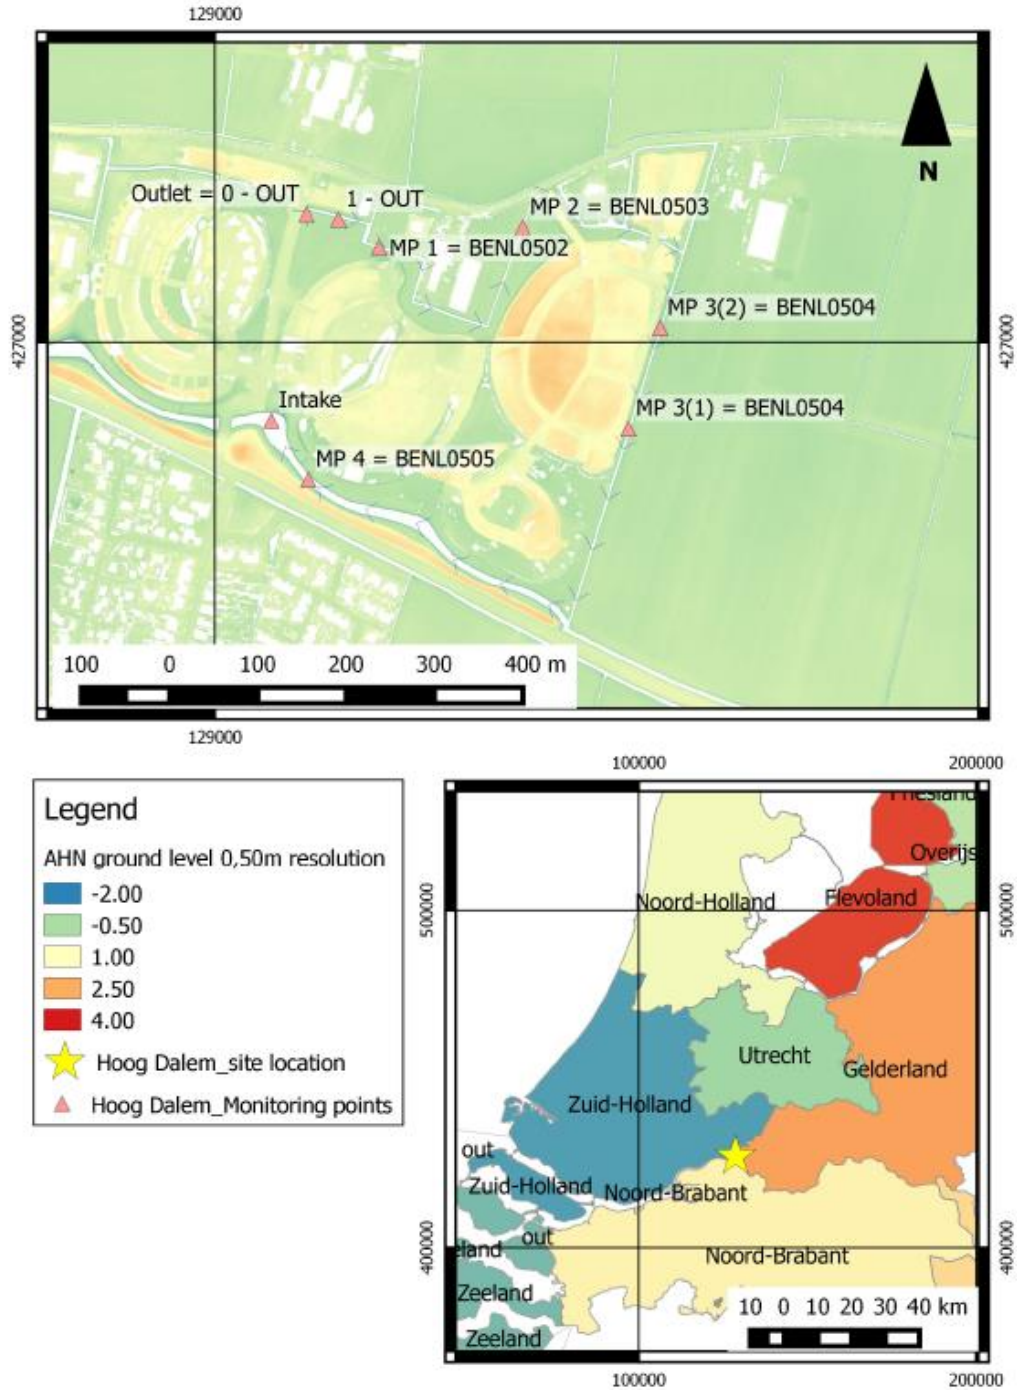 129000
N
Outlet = 0 - OUT
1 - OUT
MP 2 = BENL0503
MP 1 = BENL0502
MP 3(2) = BENL0504
427000
427000
Intake
MP 3(1) = BENL0504
MP 4 = BENL0505
100 0 100 200 300 400 m
129000
Legend
AHN ground level 0,50m resolution
-2.00
-0.50
1.00
2.50
4.00
Hoog Dalem_site location
Hoog Dalem_Monitoring points
100000 200000
Friesland
Overijs
Noord-Holland
Flevoland
500000
500000
Utrecht
Gelderland
Zuid-Holland
out
Zuid-Holland
Noord-Brabant
out
eland
Noord-Brabant
400000
400000
Zeeland
10 0 10 20 30 40 km
Zeeland
100000 200000